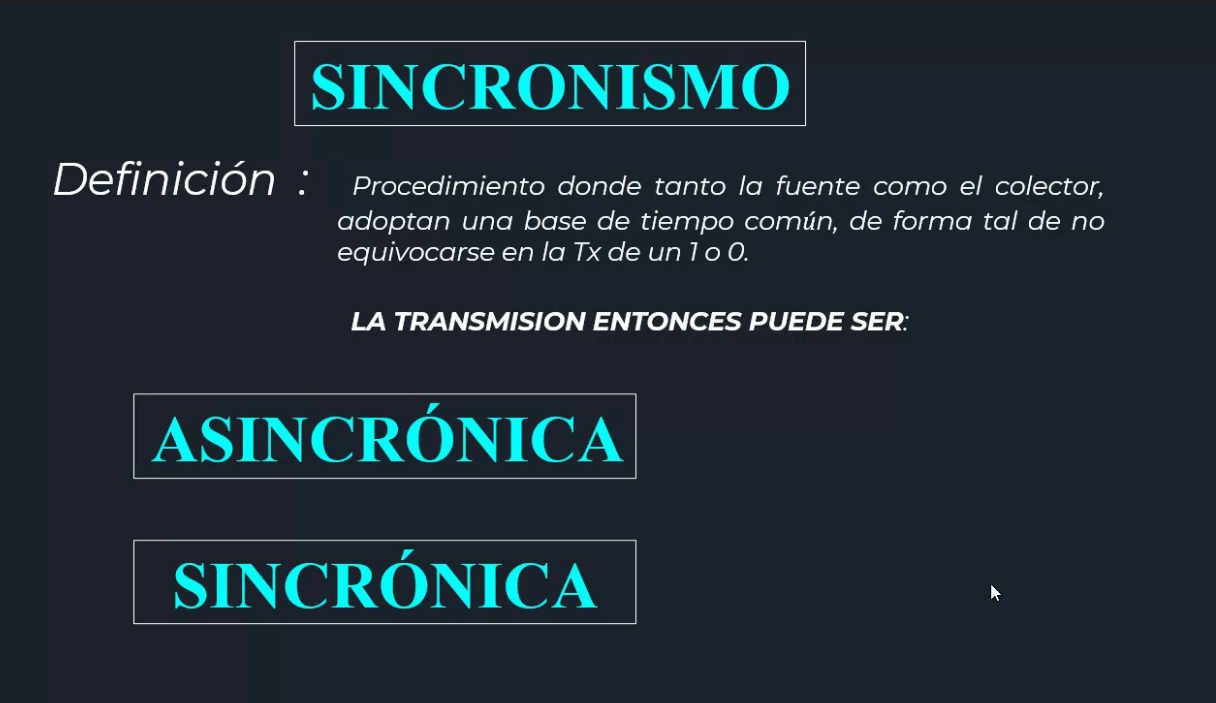 SINCRONISMO
Definición : Procedimiento donde tanto la fuente como el colector,
adoptan una base de tiempo común, de forma tal de no
equivocarse en la Tx de un 1 o 0.
LA TRANSMISION ENTONCES PUEDE SER:
ASINCRÓNICA
SINCRÓNICA